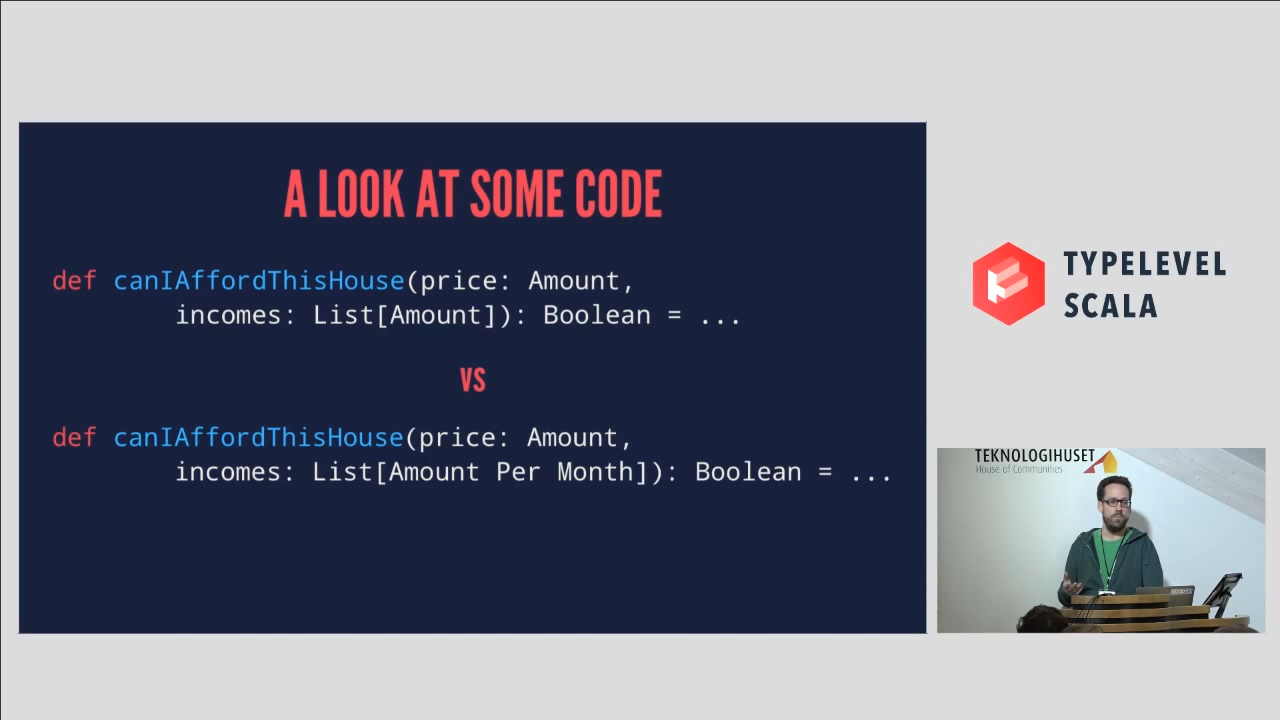 A LOOK AT SOME CODE
def canIAffordThisHouse(price: Amount,
incomes: List[Amount]): Boolean = ...
VS
def canIAffordThisHouse(price: Amount,
incomes: List[Amount Per Month]): Boolean = ...
TYPELEVEL
SCALA
TEKNOLOGIHUSET
House of Communities